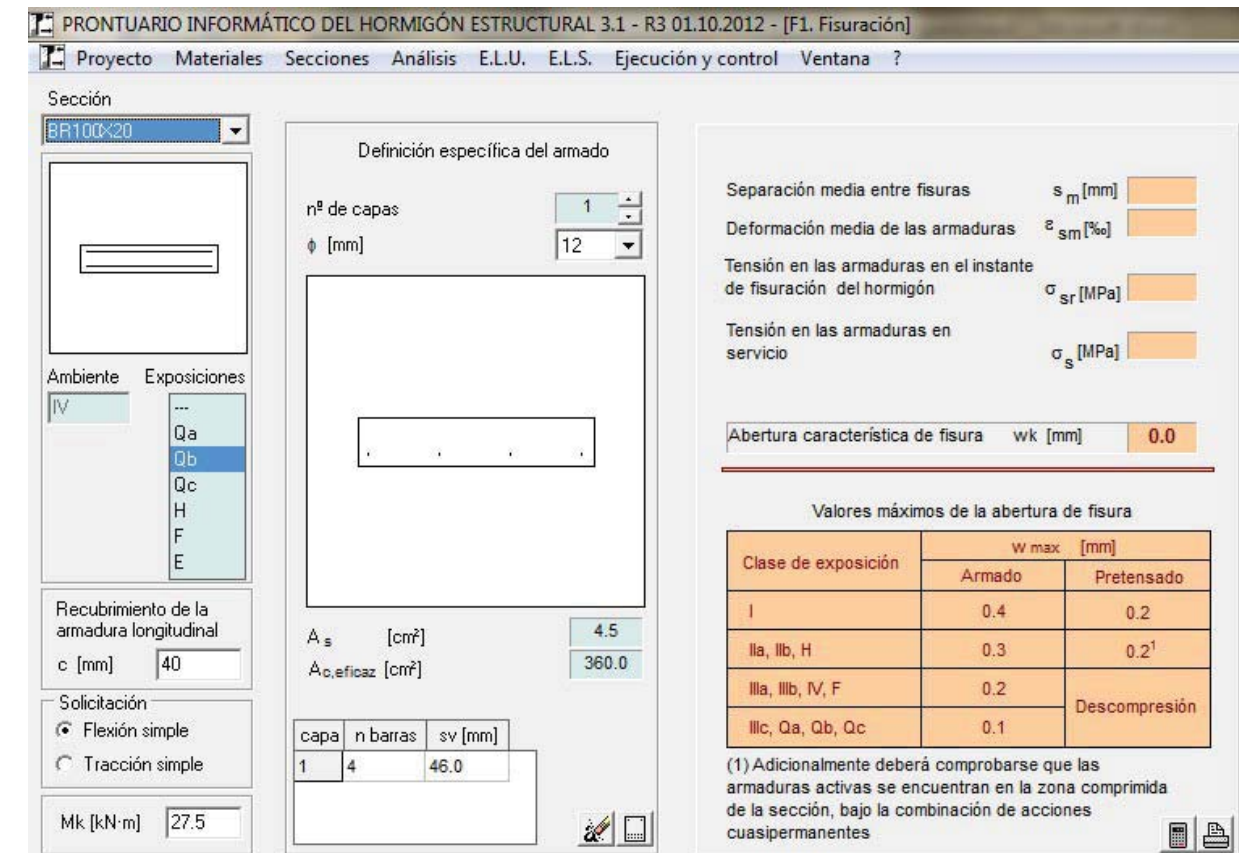 PRONTUARIO INFORMÁTICO DEL HORMIGÓN ESTRUCTURAL 3.1 - R3 01.10.2012 - [F1. Fisuración]
Proyecto Materiales Secciones Análisis E.L.U. E.L.S. Ejecución y control Ventana ?
Sección
BR100X20
Ambiente Exposiciones
IV
---
Qa
Qb
Qc
H
F
E
Recubrimiento de la
armadura longitudinal
c [mm] 40
Solicitación
Flexión simple
Tracción simple
Mk [kN·m] 27.5
Definición específica del armado
nº de capas 1
ϕ [mm] 12
A s [cm²] 4.5
Ac,eficaz [cm²] 360.0
capa n barras sv [mm]
1 4 46.0
Separación media entre fisuras s m [mm]
Deformación media de las armaduras ε sm [‰]
Tensión en las armaduras en el instante
de fisuración del hormigón σ sr [MPa]
Tensión en las armaduras en
servicio σ s [MPa]
Abertura característica de fisura wk [mm] 0.0
Valores máximos de la abertura de fisura
Clase de exposición w max [mm]
Armado Pretensado
I 0.4 0.2
IIa, IIb, H 0.3 0.2¹
IIIa, IIIb, IV, F 0.2 Descompresión
IIIc, Qa, Qb, Qc 0.1
(1) Adicionalmente deberá comprobarse que las
armaduras activas se encuentran en la zona comprimida
de la sección, bajo la combinación de acciones
cuasipermanentes